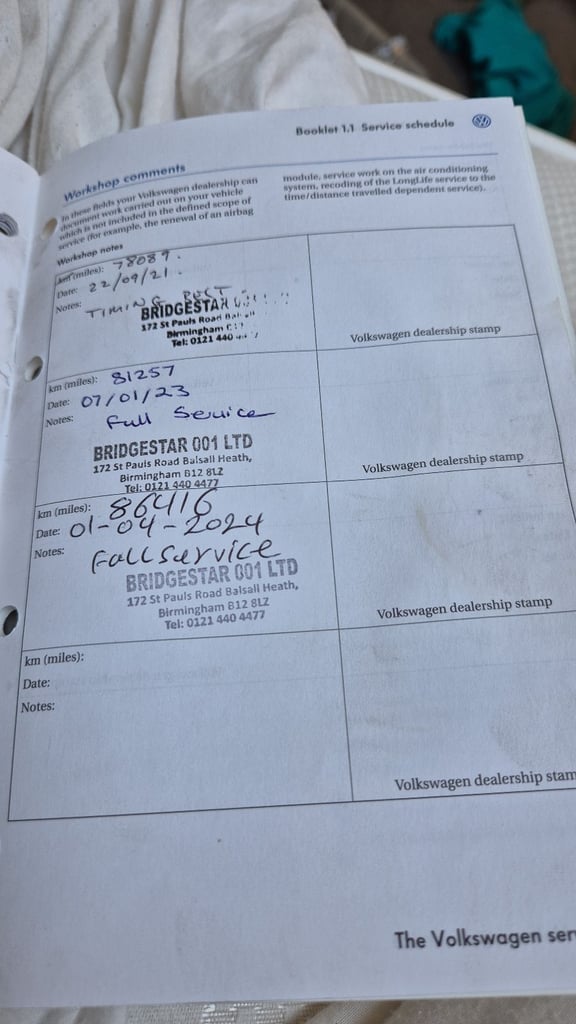 Booklet 1.1 Service schedule
Workshop comments
In these fields your Volkswagen dealership can
document work carried out on your vehicle
which is not included in the defined scope of
service (for example, the renewal of an airbag
module, service work on the air conditioning
system, recoding of the LongLife service to the
time/distance travelled dependent service).
Workshop notes
km (miles): 78089.
Date: 22/09/21.
Notes: TIMING BELT
BRIDGESTAR
172 St Pauls Road
Birmingham
Tel: 0121 440
Volkswagen dealership stamp
km (miles): 81257
Date: 07/01/23
Notes: Full Service
BRIDGESTAR 001 LTD
172 St Pauls Road Balsall Heath,
Birmingham B12 8LZ
Tel: 0121 440 4477
Volkswagen dealership stamp
km (miles): 86416
Date: 01-04-2024
Notes: Full service
BRIDGESTAR 001 LTD
172 St Pauls Road Balsall Heath,
Birmingham B12 8LZ
Tel: 0121 440 4477
Volkswagen dealership stamp
km (miles):
Date:
Notes:
Volkswagen dealership stam
The Volkswagen ser